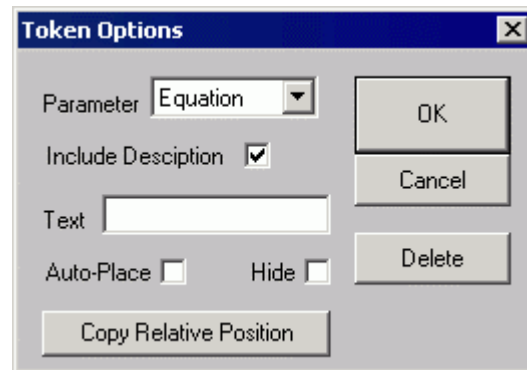 Token Options
Parameter Equation
OK
Include Desciption
Cancel
Text
Auto-Place Hide
Delete
Copy Relative Position